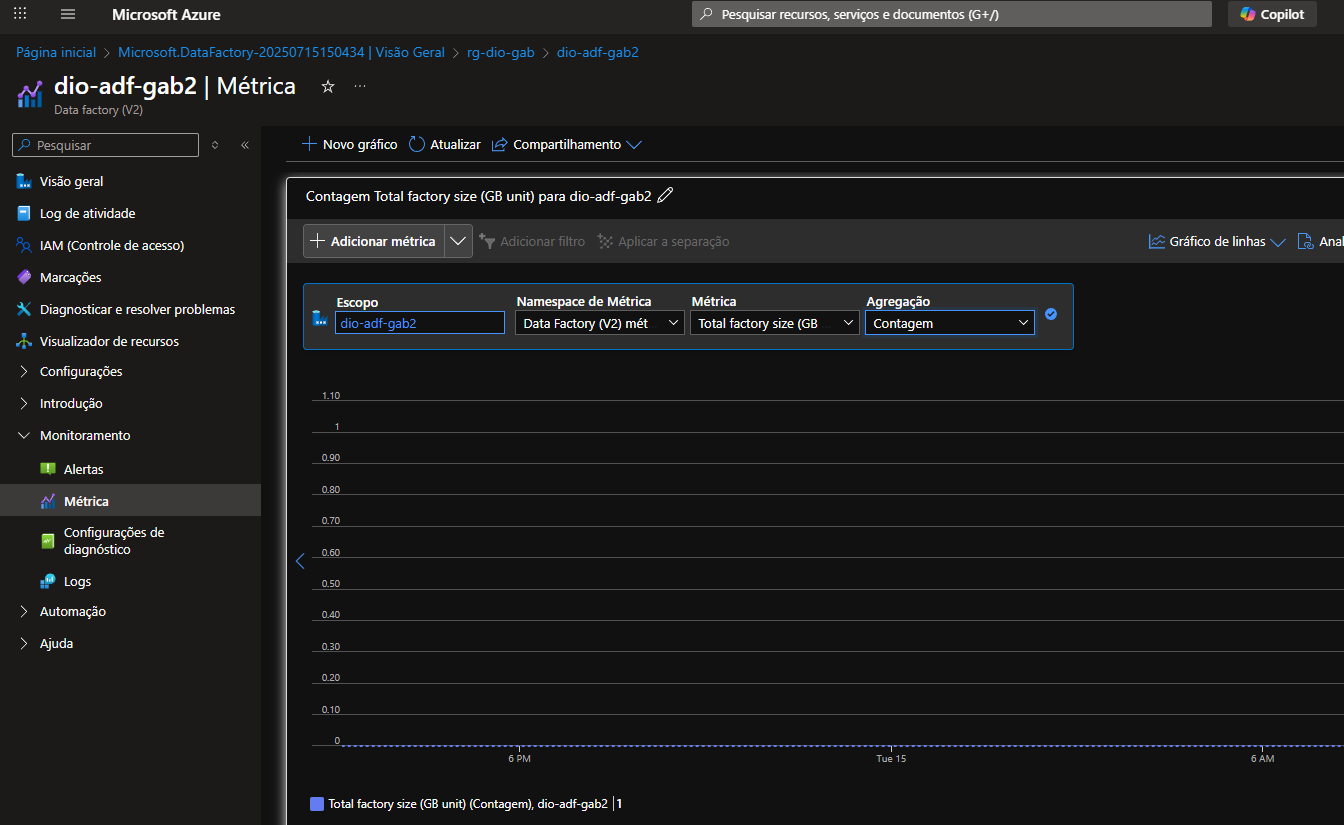 Microsoft Azure
Pesquisar recursos, serviços e documentos (G+/)
Copilot
Página inicial > Microsoft.DataFactory-20250715150434 | Visão Geral > rg-dio-gab > dio-adf-gab2
dio-adf-gab2 | Métrica
Data factory (V2)
Pesquisar
Visão geral
Log de atividade
IAM (Controle de acesso)
Marcações
Diagnosticar e resolver problemas
Visualizador de recursos
Configurações
Introdução
Monitoramento
Alertas
Métrica
Configurações de
diagnóstico
Logs
Automação
Ajuda
Novo gráfico
Atualizar
Compartilhamento
Contagem Total factory size (GB unit) para dio-adf-gab2
Adicionar métrica
Adicionar filtro
Aplicar a separação
Gráfico de linhas
Anal
Escopo
dio-adf-gab2
Namespace de Métrica
Data Factory (V2) mét
Métrica
Total factory size (GB
Agregação
Contagem
1.10
1
0.90
0.80
0.70
0.60
0.50
0.40
0.30
0.20
0.10
0
6 PM
Tue 15
6 AM
Total factory size (GB unit) (Contagem), dio-adf-gab2 | 1